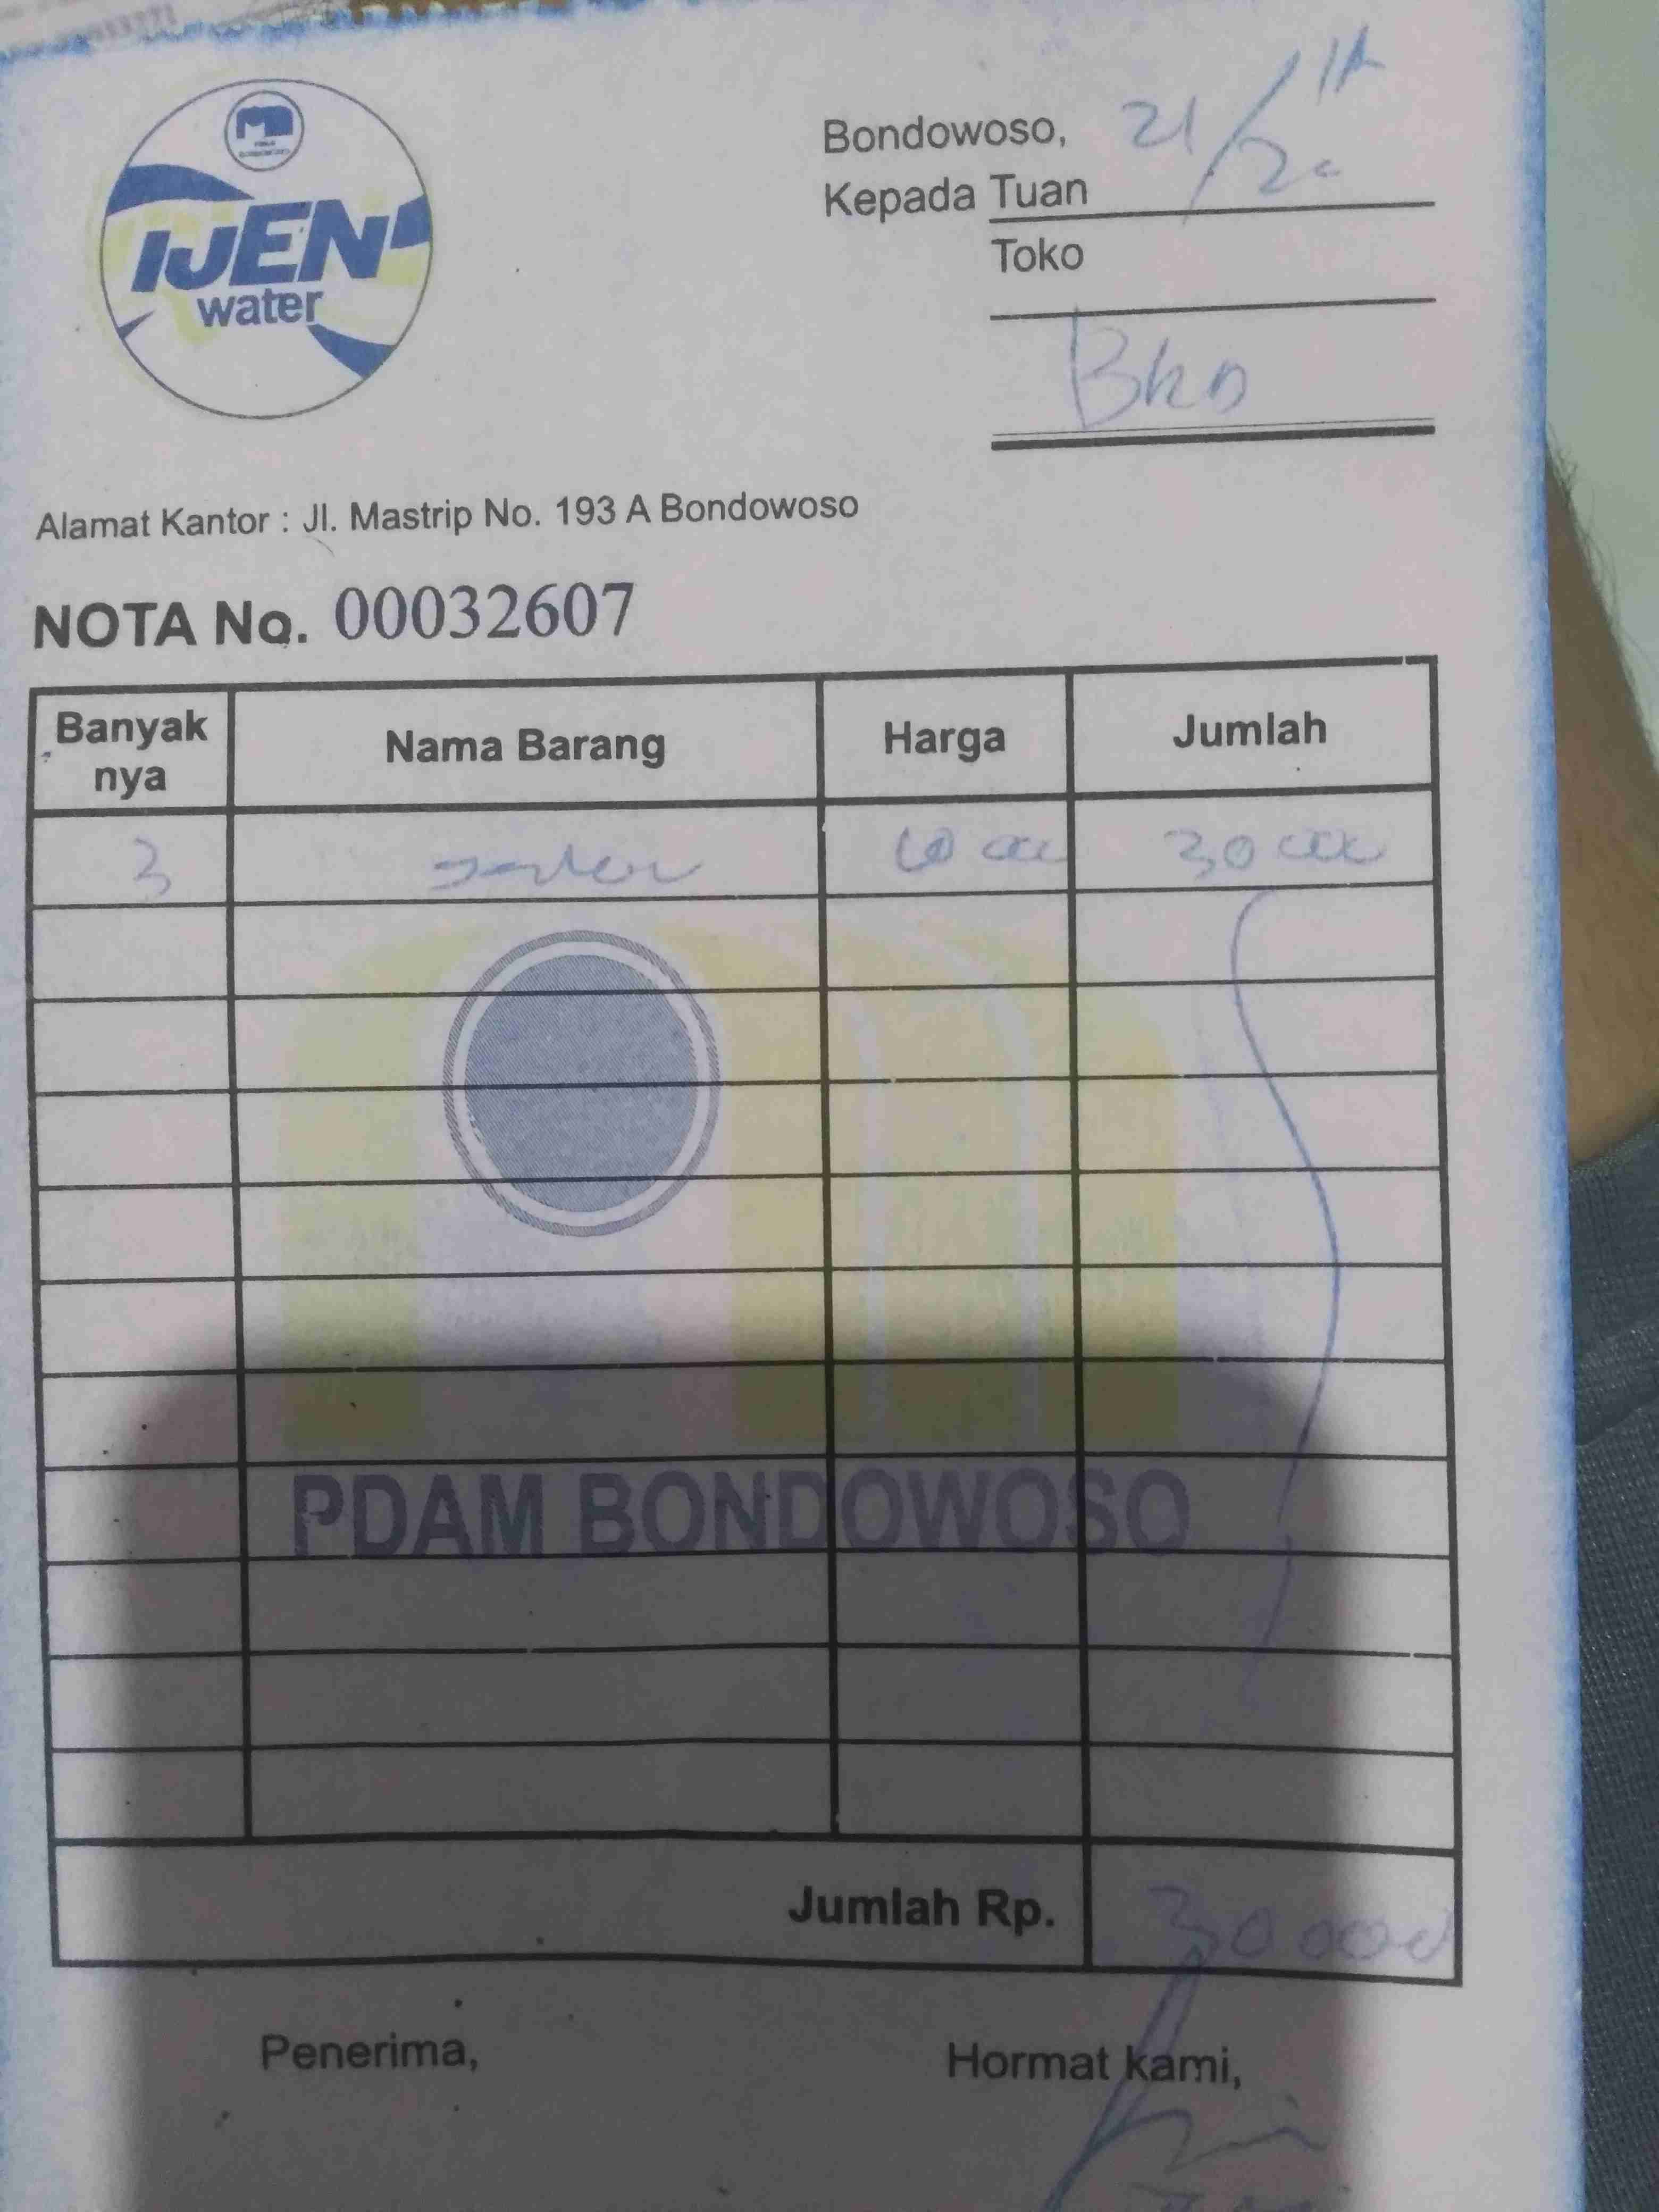 IJEN
water
Bondowoso, 21/11
20
Kepada Tuan
Toko
BKD
Alamat Kantor : Jl. Mastrip No. 193 A Bondowoso
NOTA No. 00032607
Banyak nya Nama Barang Harga Jumlah
3 10 000 30 000
PDAM BONDOWOSO
Jumlah Rp. 30 000
Penerima, Hormat kami,